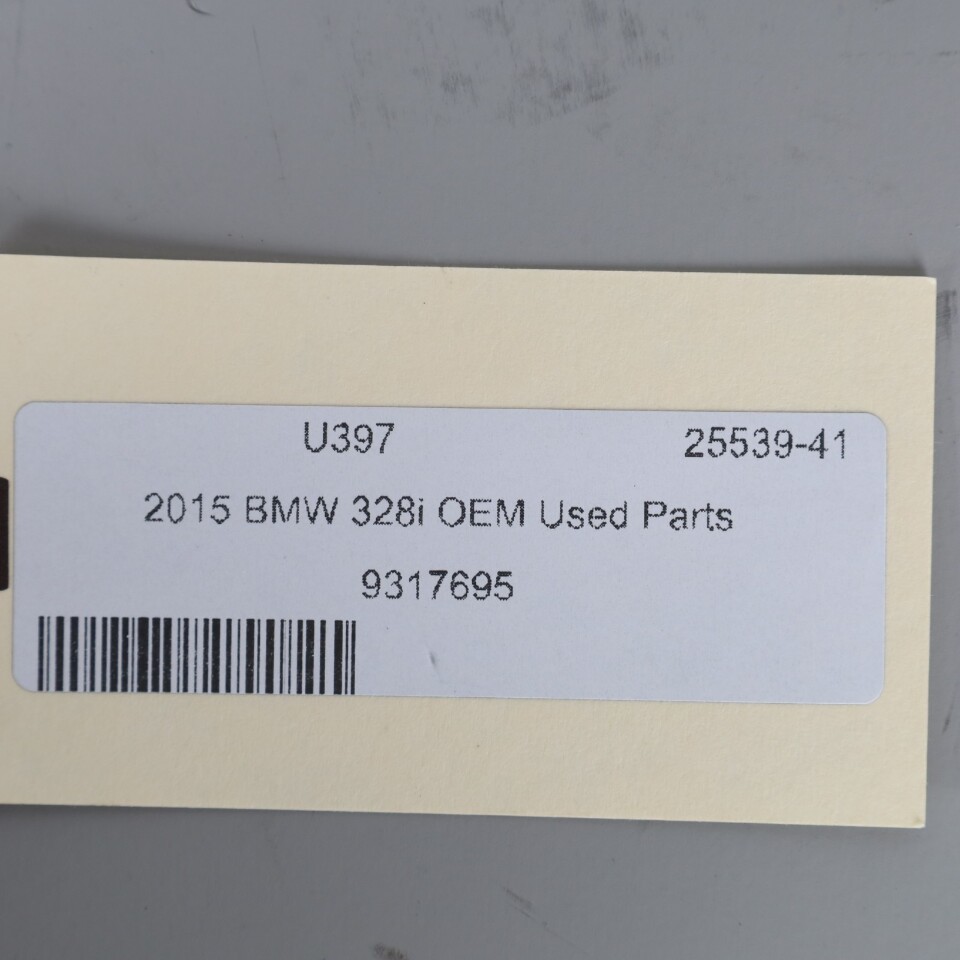 U397 25539-41
2015 BMW 328i OEM Used Parts
9317695